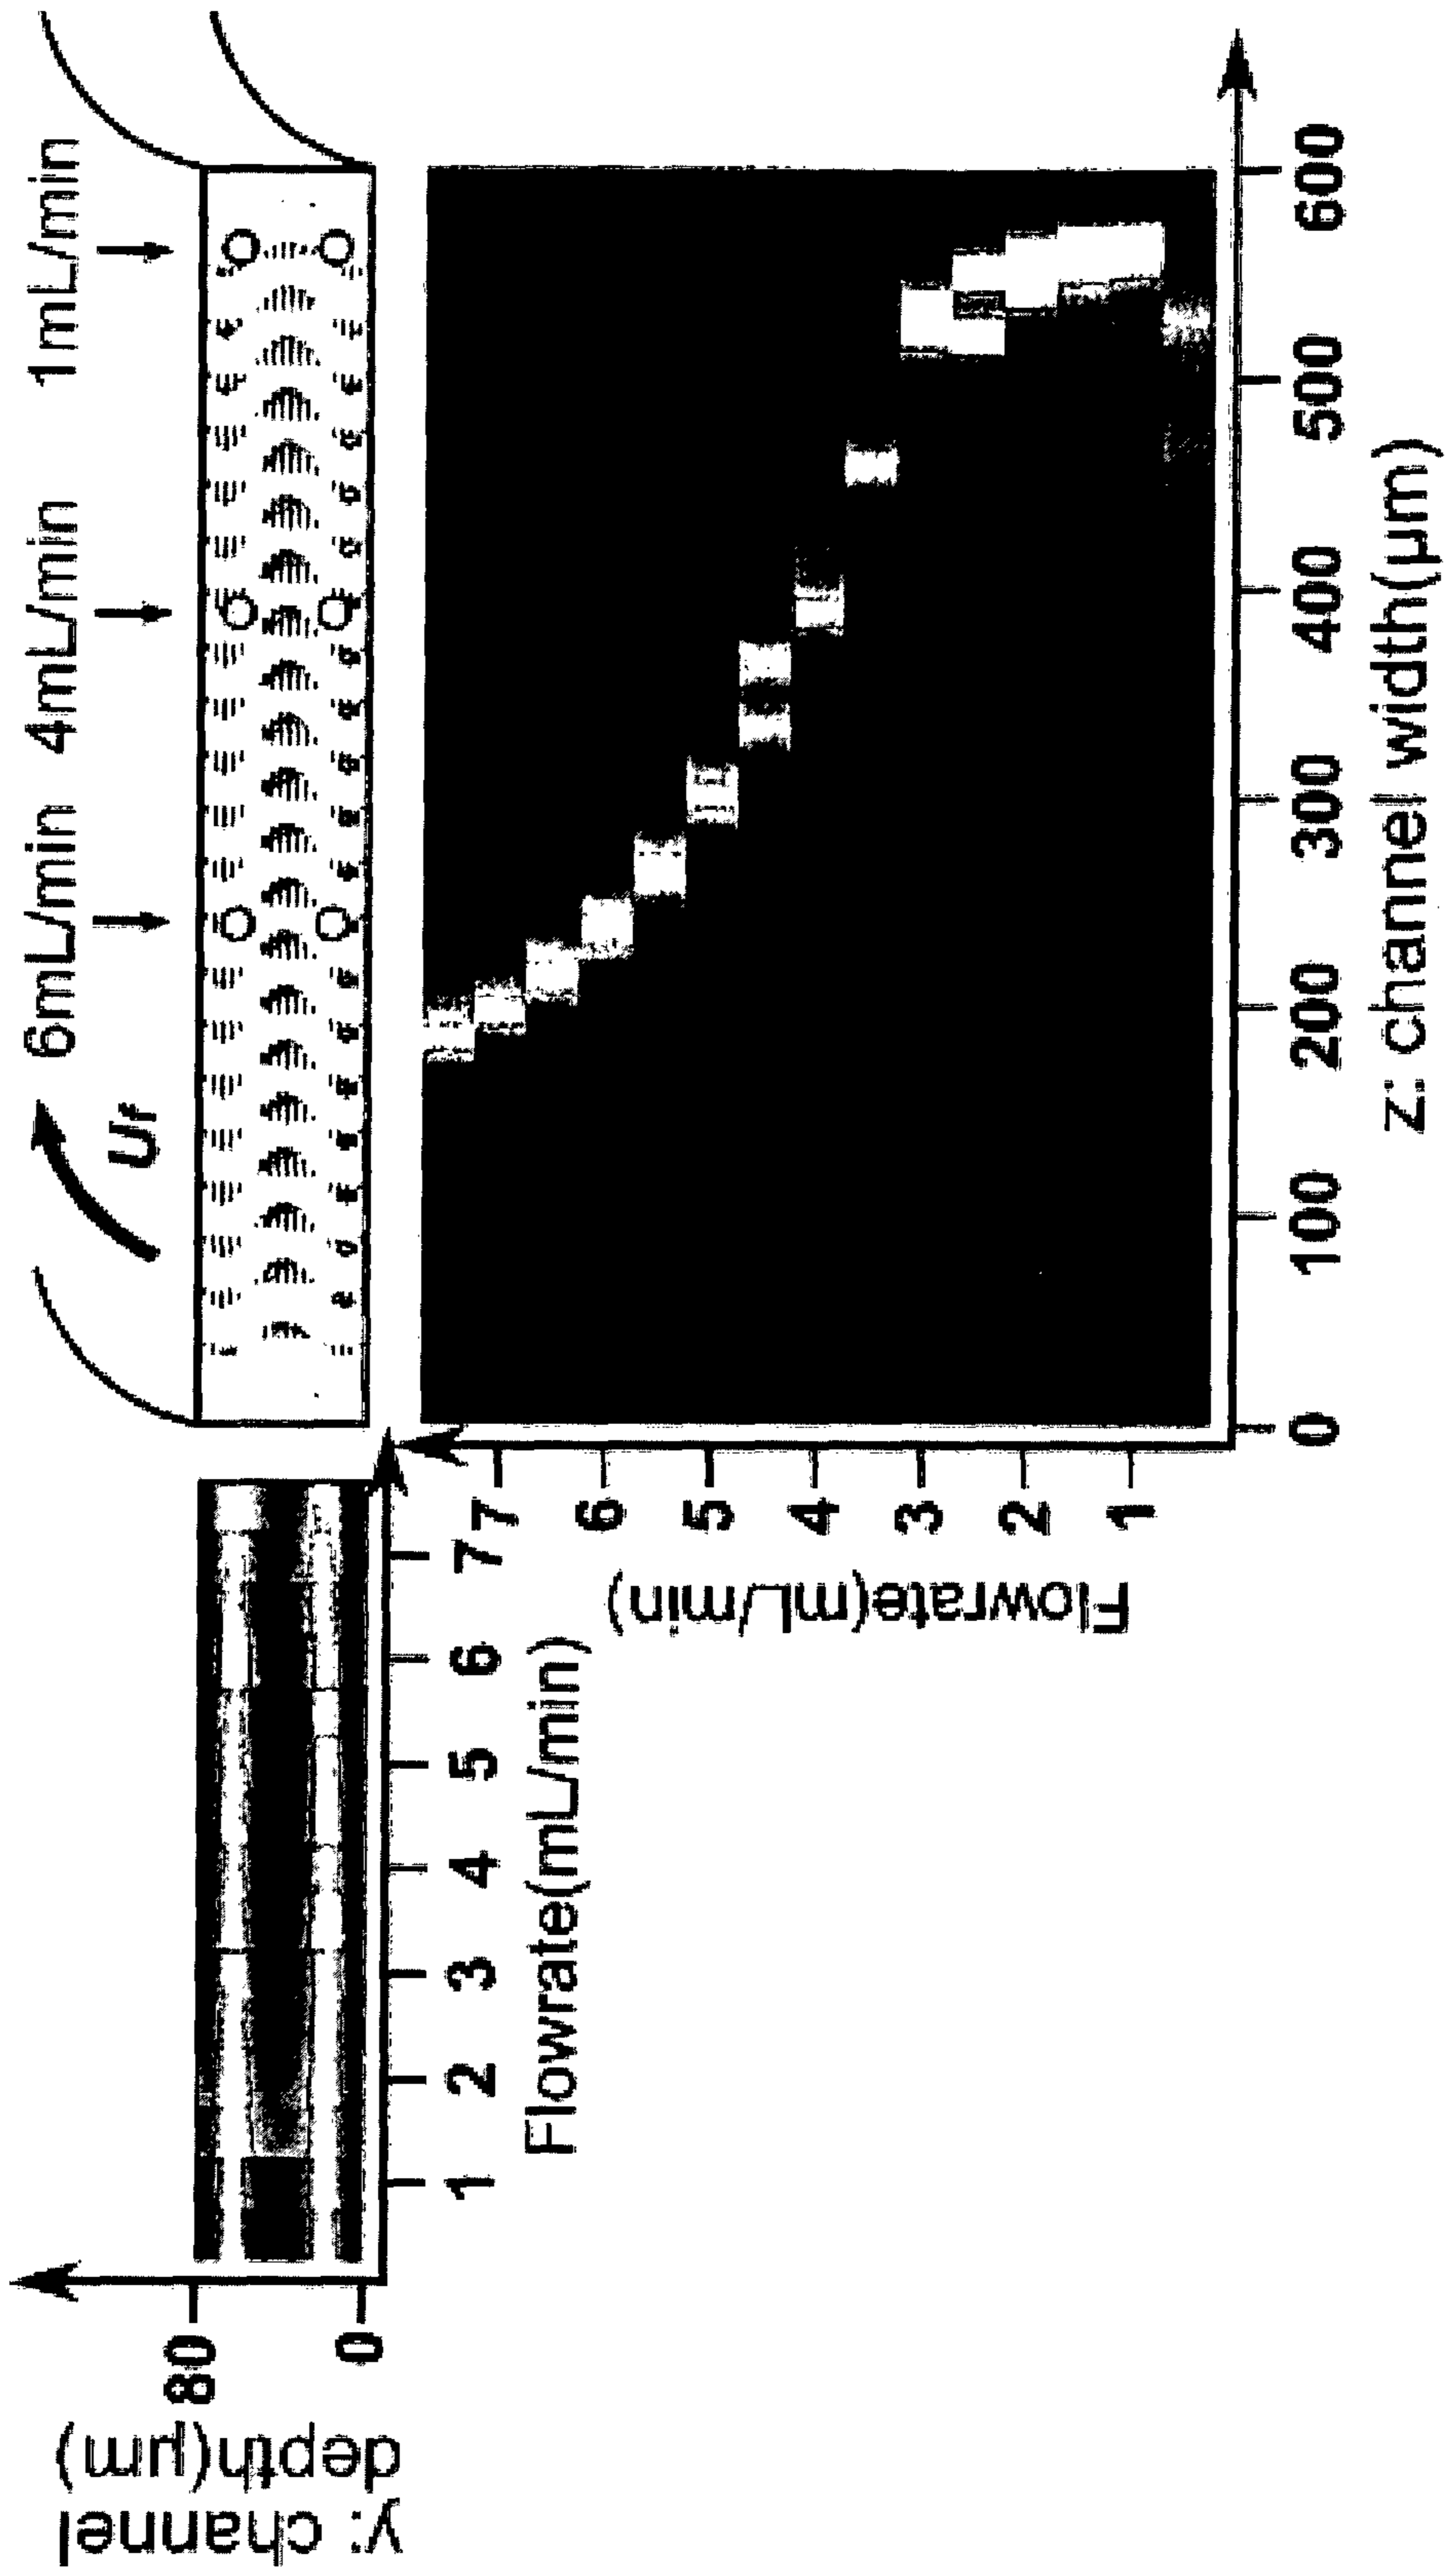 6mL/min 4mL/min 1mL/min
Uf
y: channel
depth(µm)
80
0
1 2 3 4 5 6 7
Flowrate(mL/min)
7
6
5
4
3
2
1
Flowrate(mL/min)
0 100 200 300 400 500 600
z: channel width(µm)